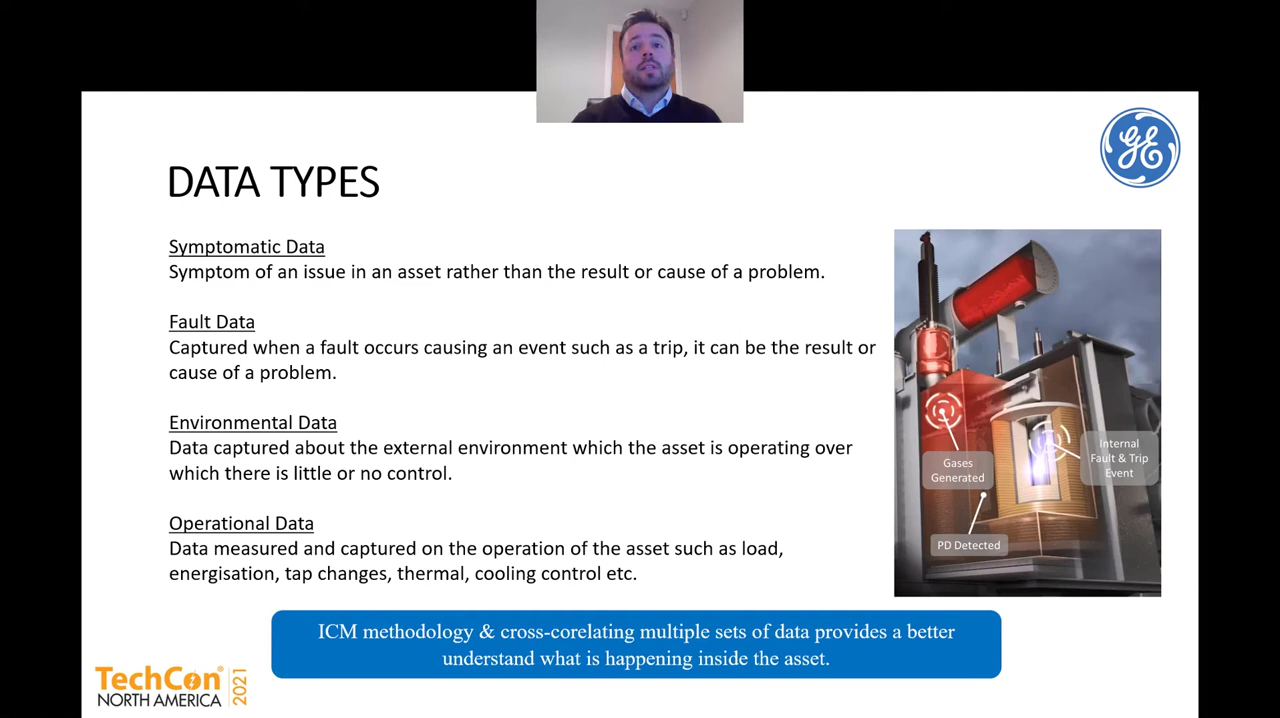 GE
DATA TYPES
Symptomatic Data
Symptom of an issue in an asset rather than the result or cause of a problem.
Fault Data
Captured when a fault occurs causing an event such as a trip, it can be the result or
cause of a problem.
Environmental Data
Data captured about the external environment which the asset is operating over
which there is little or no control.
Operational Data
Data measured and captured on the operation of the asset such as load,
energisation, tap changes, thermal, cooling control etc.
Gases
Generated
Internal
Fault & Trip
Event
PD Detected
ICM methodology & cross-corelating multiple sets of data provides a better
understand what is happening inside the asset.
TechCon®
NORTH AMERICA
2021